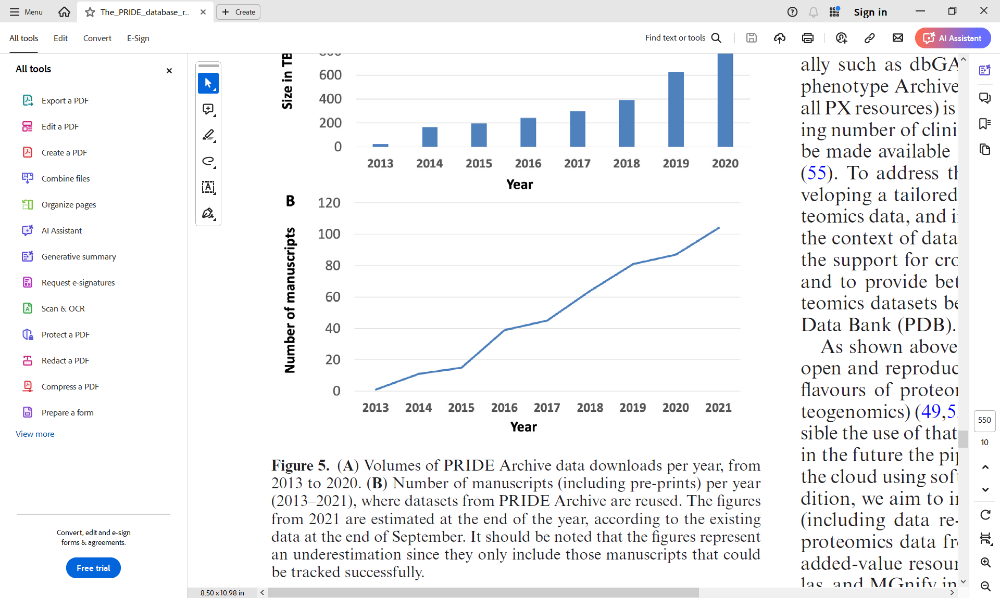 Menu
The_PRIDE_database_r...
Create
Sign in
All tools
Edit
Convert
E-Sign
Find text or tools
AI Assistant
All tools
Export a PDF
Edit a PDF
Create a PDF
Combine files
Organize pages
AI Assistant
Generative summary
Request e-signatures
Scan & OCR
Protect a PDF
Redact a PDF
Compress a PDF
Prepare a form
View more
Convert, edit and e-sign
forms & agreements.
Free trial
Size in TB
800
600
400
200
0
2013 2014 2015 2016 2017 2018 2019 2020
Year
B
Number of manuscripts
120
100
80
60
40
20
0
2013 2014 2015 2016 2017 2018 2019 2020 2021
Year
Figure 5. (A) Volumes of PRIDE Archive data downloads per year, from
2013 to 2020. (B) Number of manuscripts (including pre-prints) per year
(2013–2021), where datasets from PRIDE Archive are reused. The figures
from 2021 are estimated at the end of the year, according to the existing
data at the end of September. It should be noted that the figures represent
an underestimation since they only include those manuscripts that could
be tracked successfully.
ally such as dbGA
phenotype Archive
all PX resources) is
ing number of clini
be made available
(55). To address th
veloping a tailored
teomics data, and i
the context of data
the support for cro
and to provide bet
teomics datasets be
Data Bank (PDB).
As shown above
open and reproduc
flavours of proteo
teogenomics) (49,5
sible the use of that
in the future the pip
the cloud using sof
dition, we aim to i
(including data re-
proteomics data fr
added-value resour
las, and MGnify in
550
10
8.50 x 10.98 in